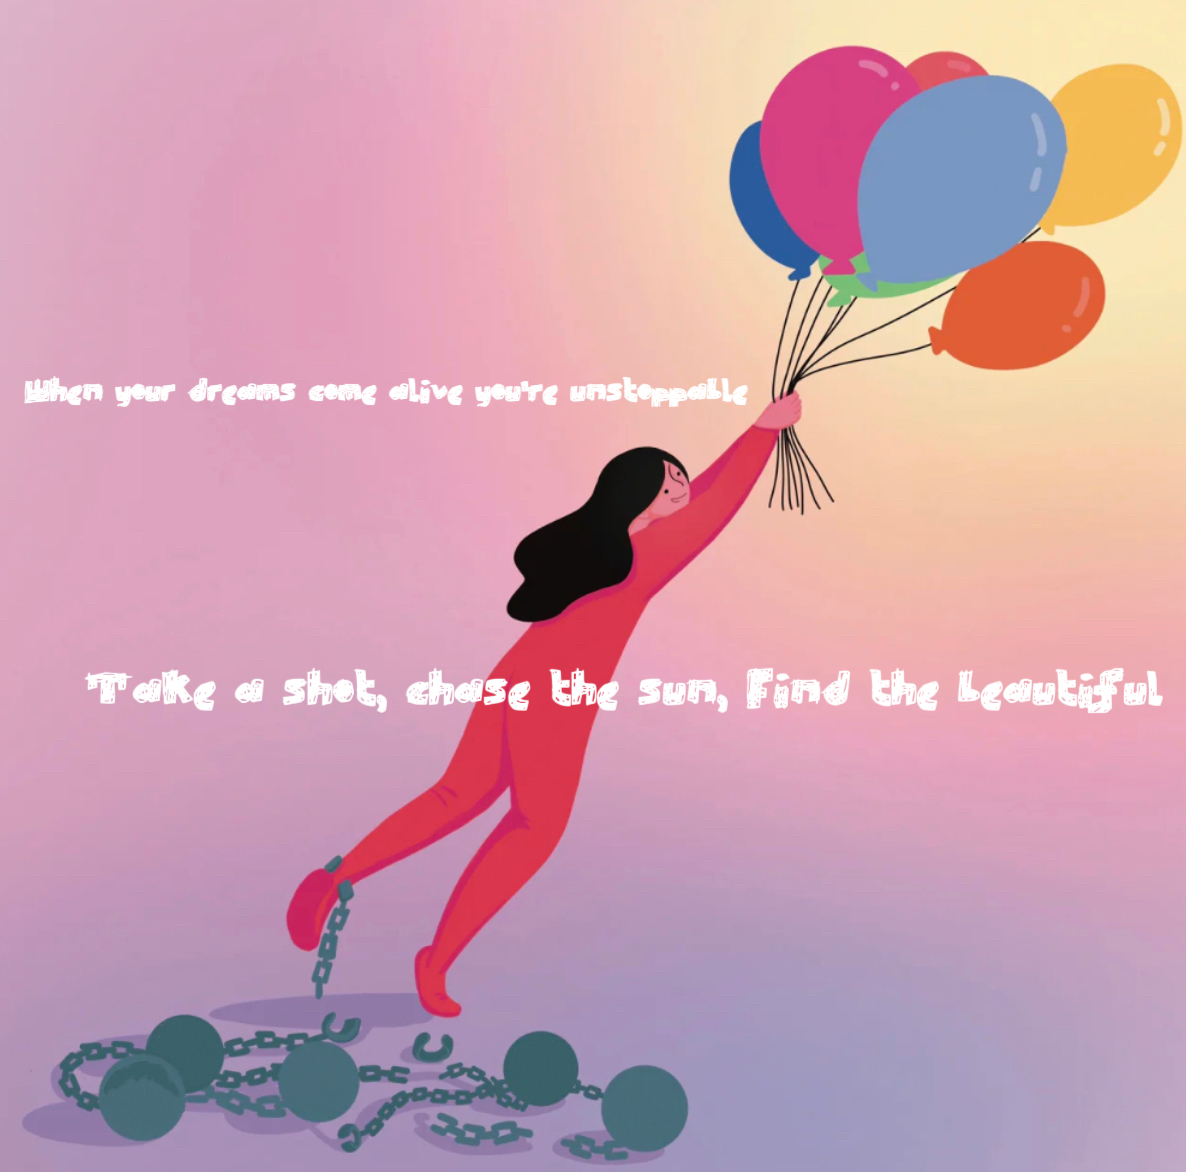 When your dreams come alive you're unstoppable
Take a shot, chase the sun, Find the beautiful